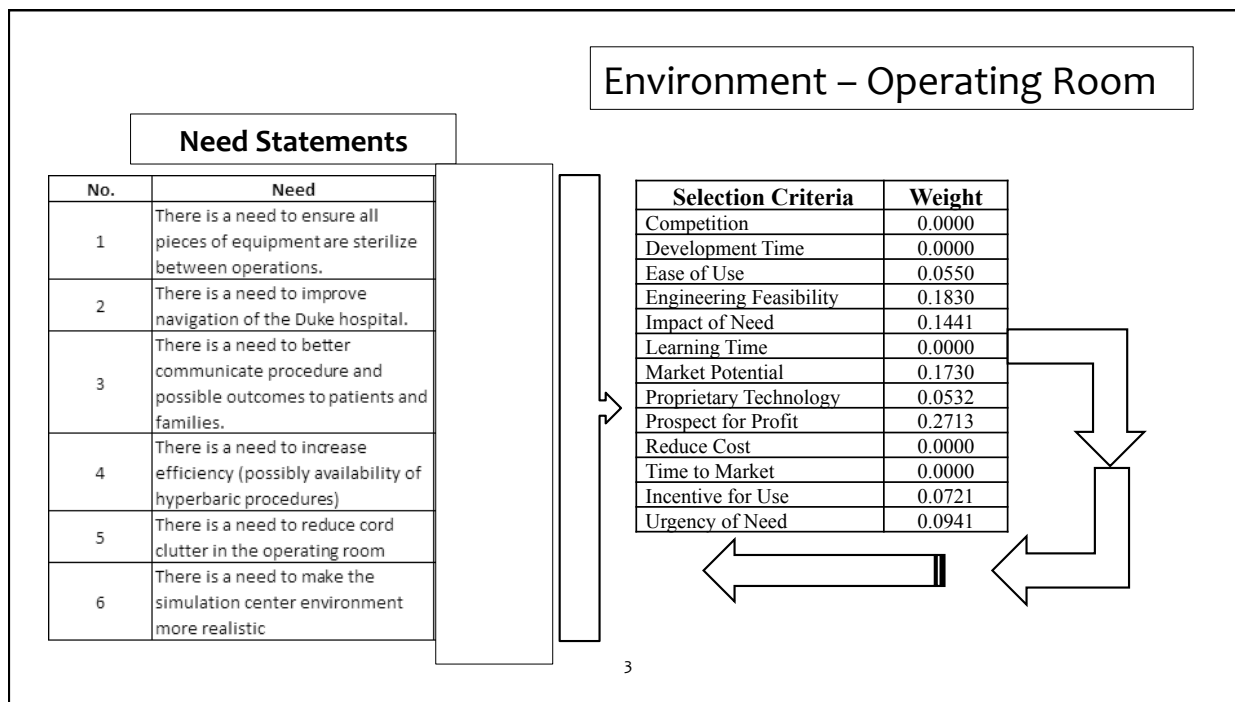 Environment – Operating Room
Need Statements
No. Need
1 There is a need to ensure all
pieces of equipment are sterilize
between operations.
2 There is a need to improve
navigation of the Duke hospital.
3 There is a need to better
communicate procedure and
possible outcomes to patients and
families.
4 There is a need to increase
efficiency (possibly availability of
hyperbaric procedures)
5 There is a need to reduce cord
clutter in the operating room
6 There is a need to make the
simulation center environment
more realistic
Selection Criteria Weight
Competition 0.0000
Development Time 0.0000
Ease of Use 0.0550
Engineering Feasibility 0.1830
Impact of Need 0.1441
Learning Time 0.0000
Market Potential 0.1730
Proprietary Technology 0.0532
Prospect for Profit 0.2713
Reduce Cost 0.0000
Time to Market 0.0000
Incentive for Use 0.0721
Urgency of Need 0.0941
3